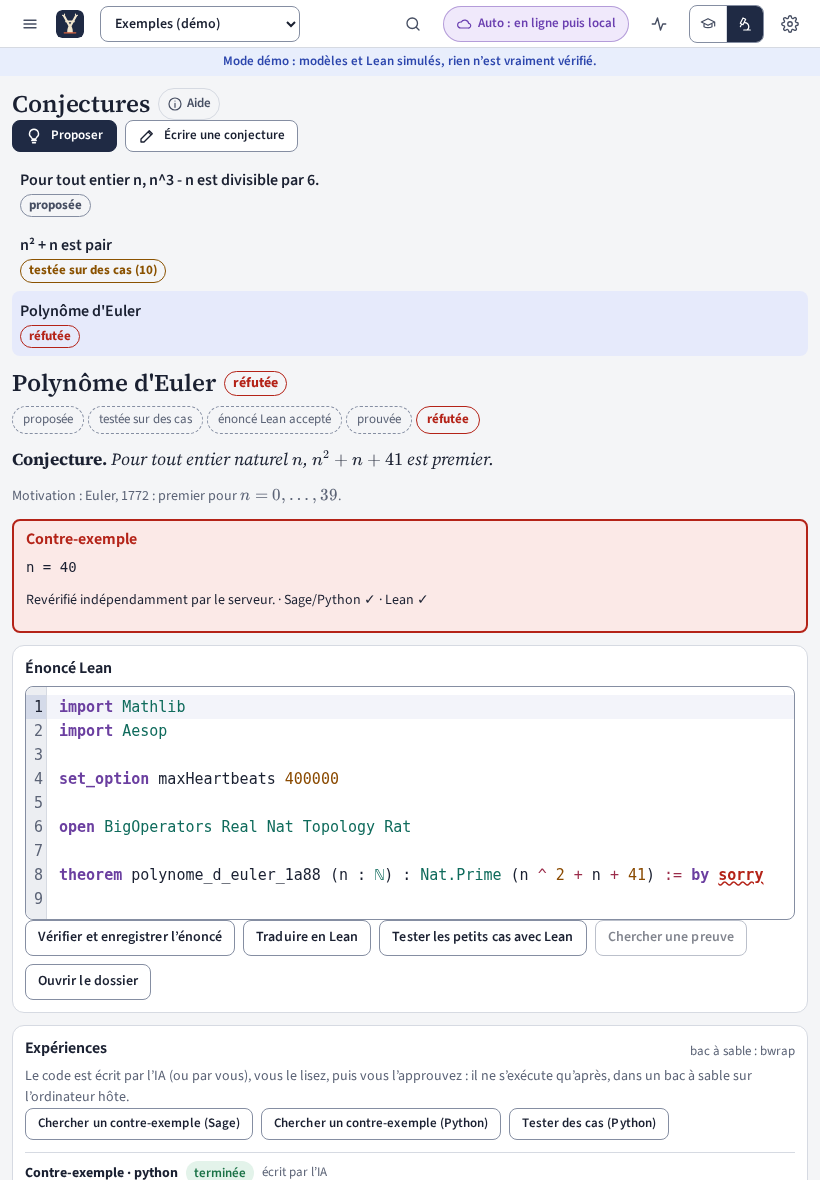 Exemples (démo)
Auto : en ligne puis local
Mode démo : modèles et Lean simulés, rien n’est vraiment vérifié.
Conjectures
Aide
Proposer
Écrire une conjecture
Pour tout entier n, n^3 - n est divisible par 6.
proposée
n² + n est pair
testée sur des cas (10)
Polynôme d'Euler
réfutée
Polynôme d'Euler réfutée
proposée testée sur des cas énoncé Lean accepté prouvée réfutée
Conjecture. Pour tout entier naturel n, n² + n + 41 est premier.
Motivation : Euler, 1772 : premier pour n = 0, . . . , 39.
Contre-exemple
n = 40
Revérifié indépendamment par le serveur. · Sage/Python ✓ · Lean ✓
Énoncé Lean
1 import Mathlib
2 import Aesop
3
4 set_option maxHeartbeats 400000
5
6 open BigOperators Real Nat Topology Rat
7
8 theorem polynome_d_euler_1a88 (n : ℕ) : Nat.Prime (n ^ 2 + n + 41) := by sorry
9
Vérifier et enregistrer l’énoncé Traduire en Lean Tester les petits cas avec Lean Chercher une preuve
Ouvrir le dossier
Expériences
bac à sable : bwrap
Le code est écrit par l’IA (ou par vous), vous le lisez, puis vous l’approuvez : il ne s’exécute qu’après, dans un bac à sable sur
l’ordinateur hôte.
Chercher un contre-exemple (Sage) Chercher un contre-exemple (Python) Tester des cas (Python)
Contre-exemple · python terminée écrit par l’IA